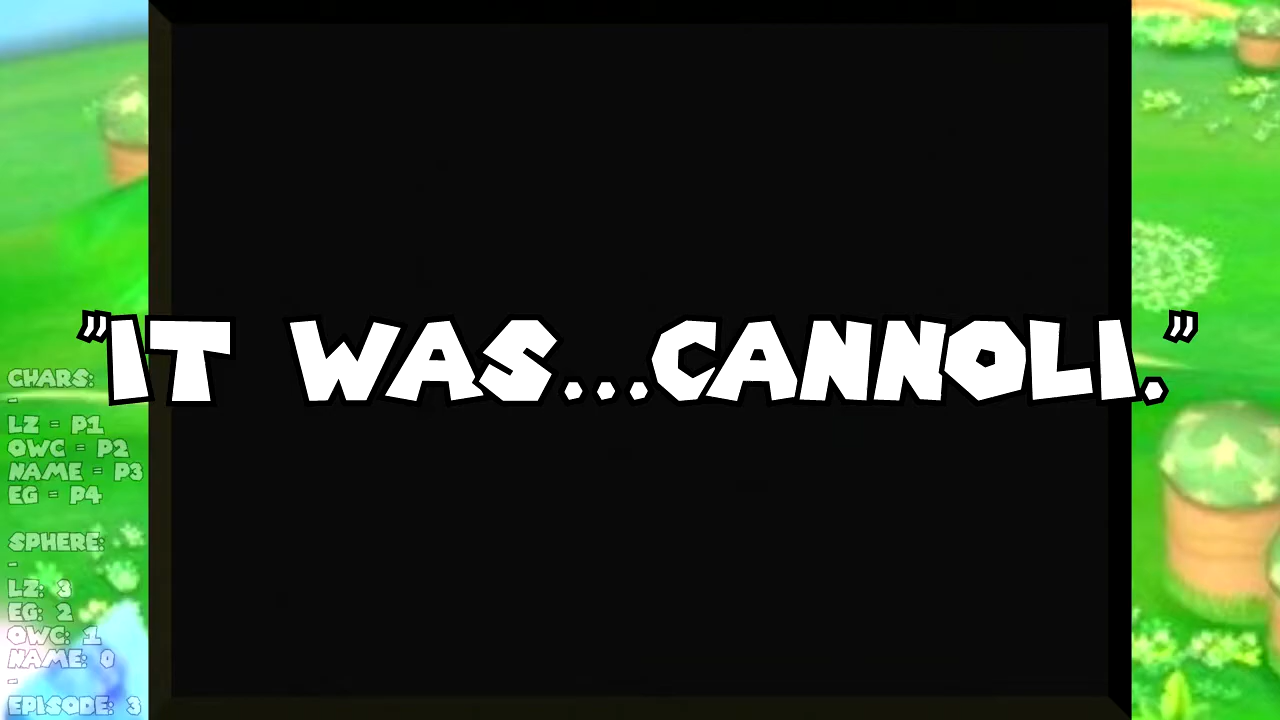 "IT WAS...CANNOLI."
CHARS:
-
LZ = P1
OWC = P2
NAME = P3
EG = P4
SPHERE:
-
LZ: 3
EG: 2
OWC: 1
NAME: 0
-
EPISODE: 3